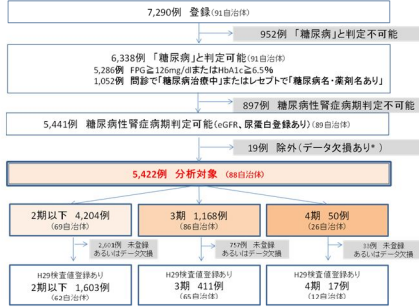 7,290例 登録(91自治体)
952例 「糖尿病」と判定不可能
6,338例 「糖尿病」と判定可能(91自治体)
5,286例 FPG≧126mg/dlまたはHbA1c≧6.5%
1,052例 問診で「糖尿病治療中」またはレセプトで「糖尿病名・薬剤名あり」
897例 糖尿病性腎症病期判定不可能
5,441例 糖尿病性腎症病期判定可能(eGFR、尿蛋白登録あり)(89自治体)
19例 除外(データ欠損あり*)
5,422例 分析対象 (88自治体)
2期以下 4,204例
(69自治体)
3期 1,168例
(86自治体)
4期 50例
(26自治体)
2,601例 未登録
あるいはデータ欠損
757例 未登録
あるいはデータ欠損
33例 未登録
あるいはデータ欠損
H29検査値登録あり
2期以下 1,603例
(62自治体)
H29検査値登録あり
3期 411例
(65自治体)
H29検査値登録あり
4期 17例
(12自治体)